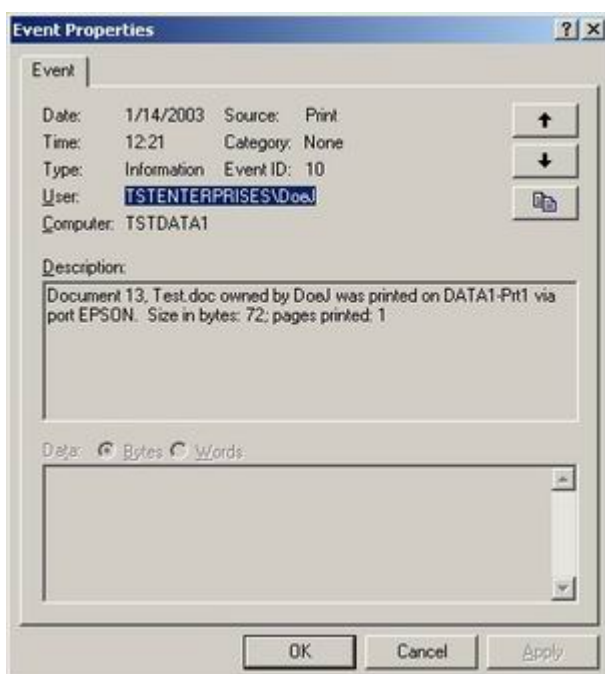 Event Properties
Event
Date: 1/14/2003 Source: Print
Time: 12:21 Category: None
Type: Information Event ID: 10
User: TSTENTERPRISES\DoeJ
Computer: TSTDATA1
Description:
Document 13, Test.doc owned by DoeJ was printed on DATA1-Prt1 via
port EPSON. Size in bytes: 72; pages printed: 1
Data: Bytes Words
OK Cancel Apply